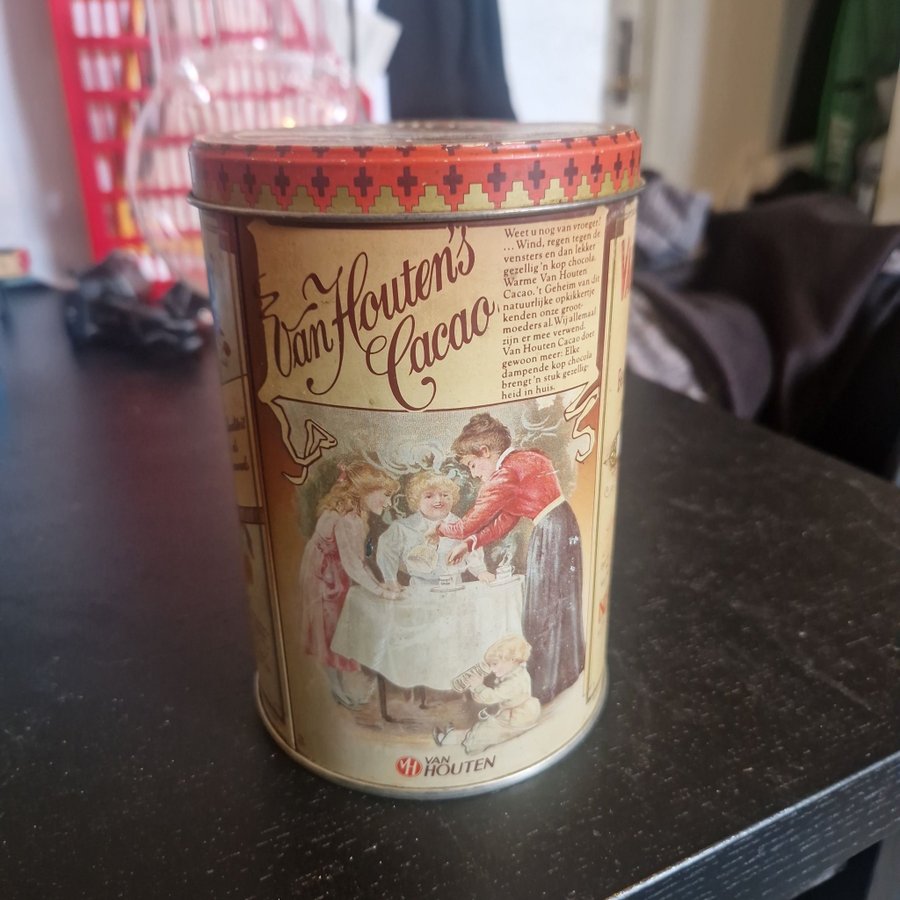 Van Houten's
Cacao
Weet u nog van vroeger?
... Wind, regen tegen de
vensters en dan lekker
gezellig 'n kop chocola.
Warme Van Houten
Cacao. 't Geheim van dit
natuurlijke opkikkertje
kenden onze groot-
moeders al. Wij allemaal
zijn er mee verwend.
Van Houten Cacao doet
gewoon meer: Elke
dampende kop chocola
brengt 'n stuk gezellig-
heid in huis.
VH VAN
HOUTEN